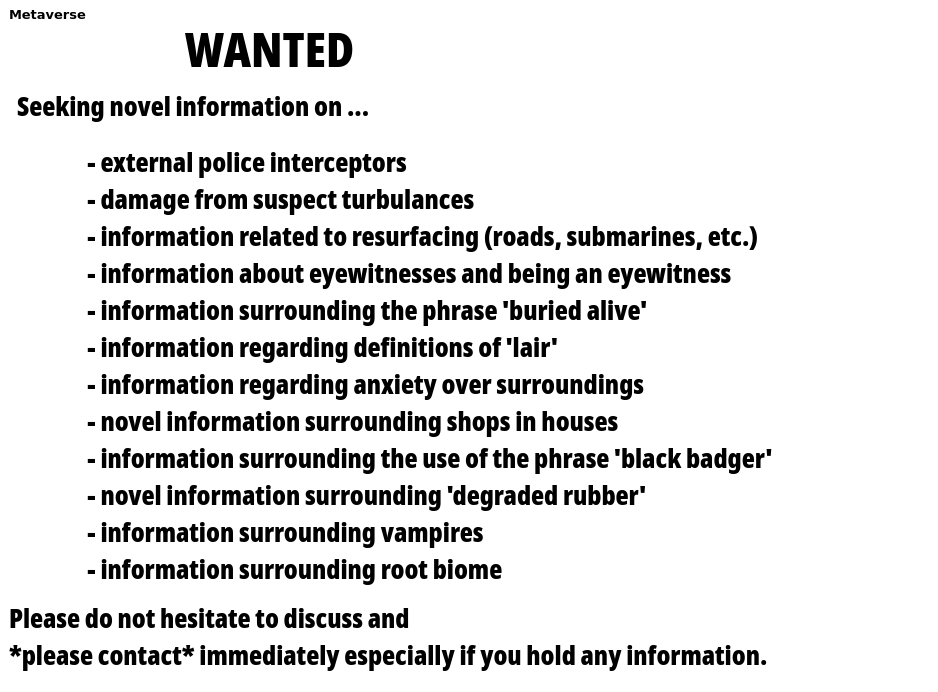 Metaverse
WANTED
Seeking novel information on ...
- external police interceptors
- damage from suspect turbulances
- information related to resurfacing (roads, submarines, etc.)
- information about eyewitnesses and being an eyewitness
- information surrounding the phrase 'buried alive'
- information regarding definitions of 'lair'
- information regarding anxiety over surroundings
- novel information surrounding shops in houses
- information surrounding the use of the phrase 'black badger'
- novel information surrounding 'degraded rubber'
- information surrounding vampires
- information surrounding root biome
Please do not hesitate to discuss and
*please contact* immediately especially if you hold any information.